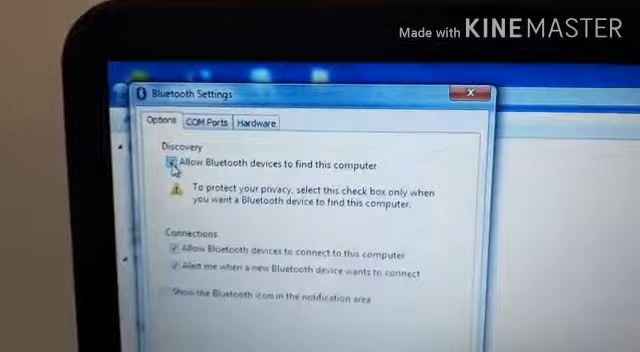 Made with KINEMASTER
Bluetooth Settings
Options COM Ports Hardware
Discovery
Allow Bluetooth devices to find this computer
To protect your privacy, select this check box only when
you want a Bluetooth device to find this computer.
Connections
Allow Bluetooth devices to connect to this computer
Alert me when a new Bluetooth device wants to connect
Show the Bluetooth icon in the notification area